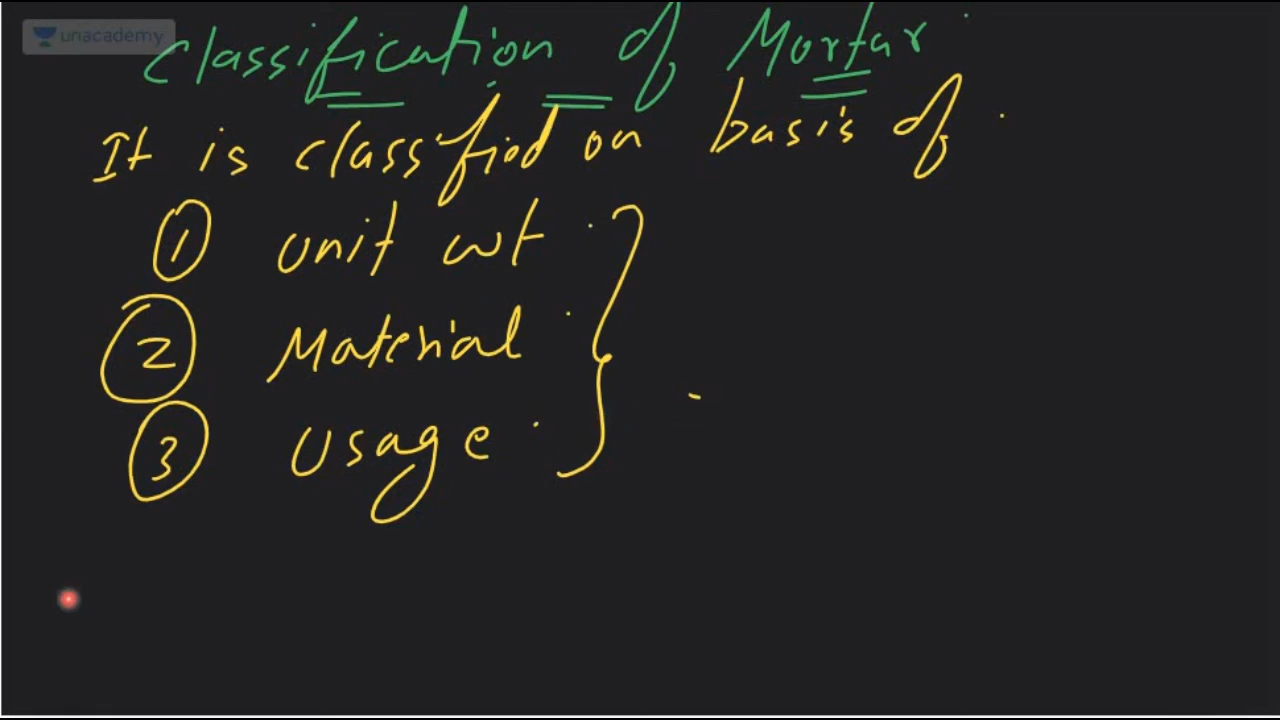 unacademy
Classification of Mortar
It is classified on basis of
① unit wt
② Material
③ Usage